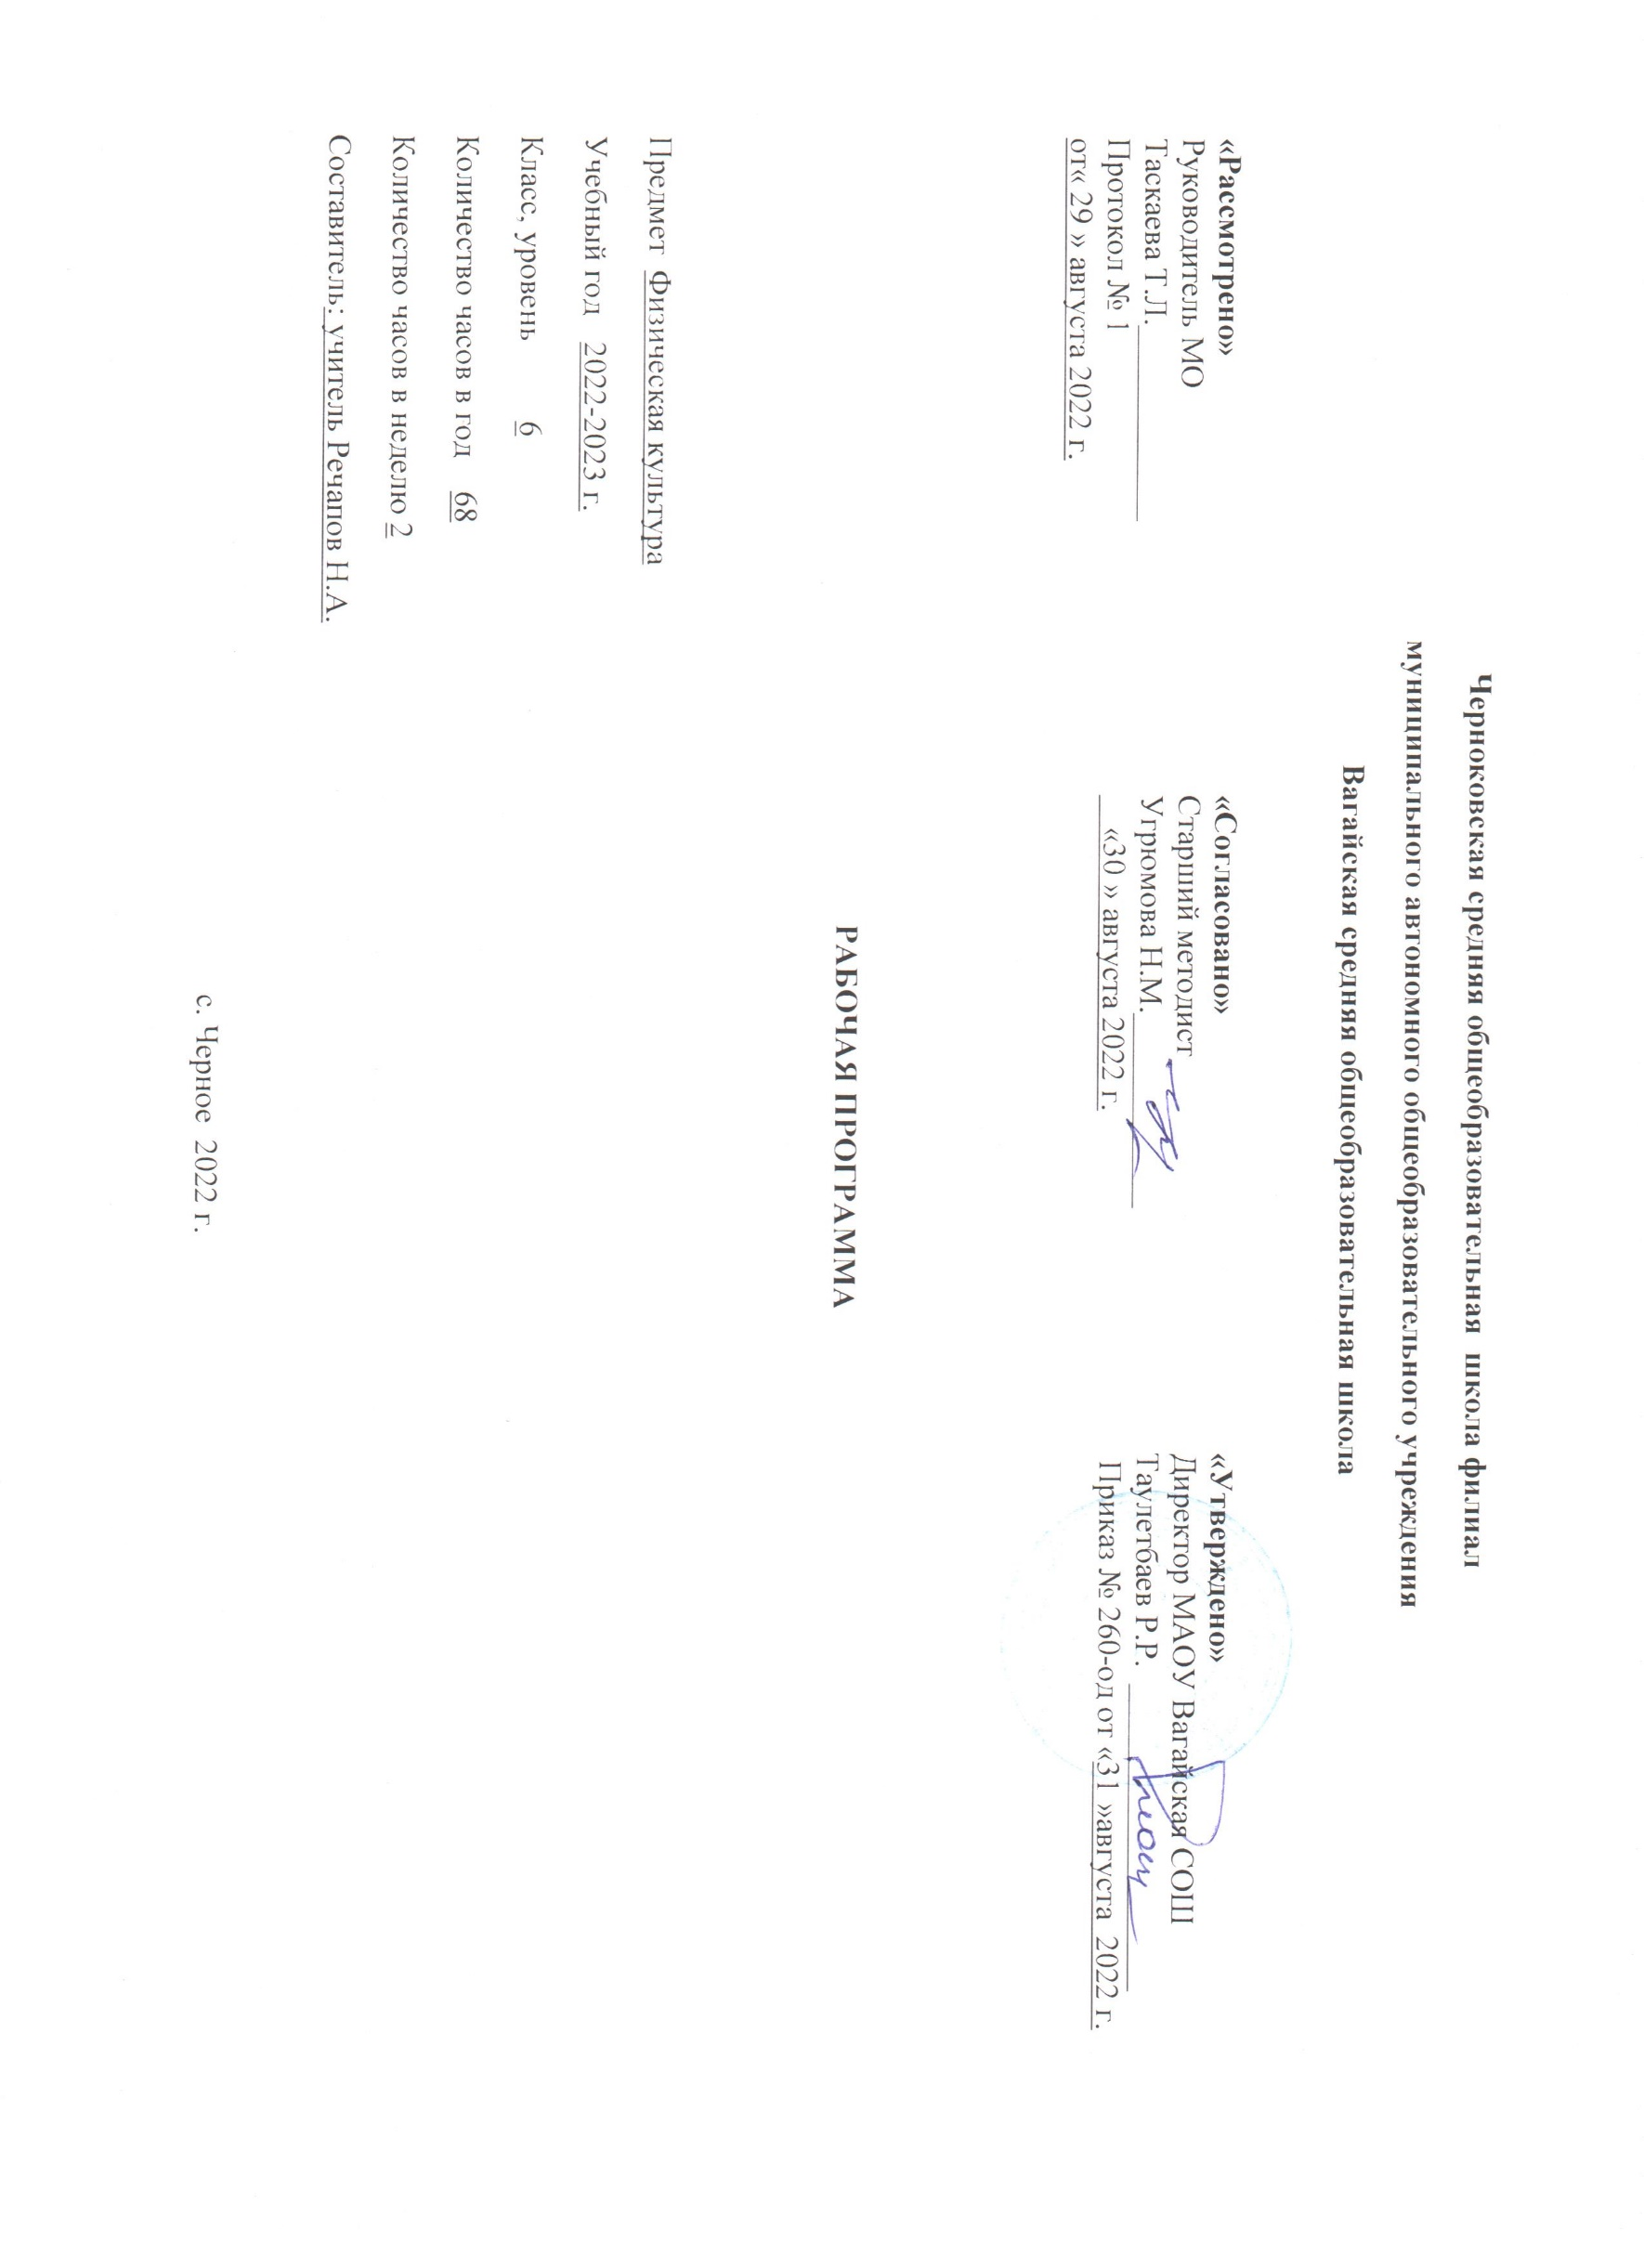 Черноковская средняя общеобразовательная школа филиал
муниципального автономного общеобразовательного учреждения
Вагайская средняя общеобразовательная школа
«Рассмотрено»
Руководитель МО
Таскаева Т.Л.
Протокол № 1
от« 29 » августа 2022 г.
«Согласовано»
Старший методист
Угрюмова Н.М.
«30 » августа 2022 г.
«Утверждено»
Директор МАОУ Вагайская СОШ
Таулетбаев Р.Р.
Приказ № 260-од от «31 »августа 2022 г.
РАБОЧАЯ ПРОГРАММА
Предмет Физическая культура
Учебный год 2022-2023 г.
Класс, уровень 6
Количество часов в год 68
Количество часов в неделю 2
Составитель: учитель Речапов Н.А.
с. Черное 2022 г.